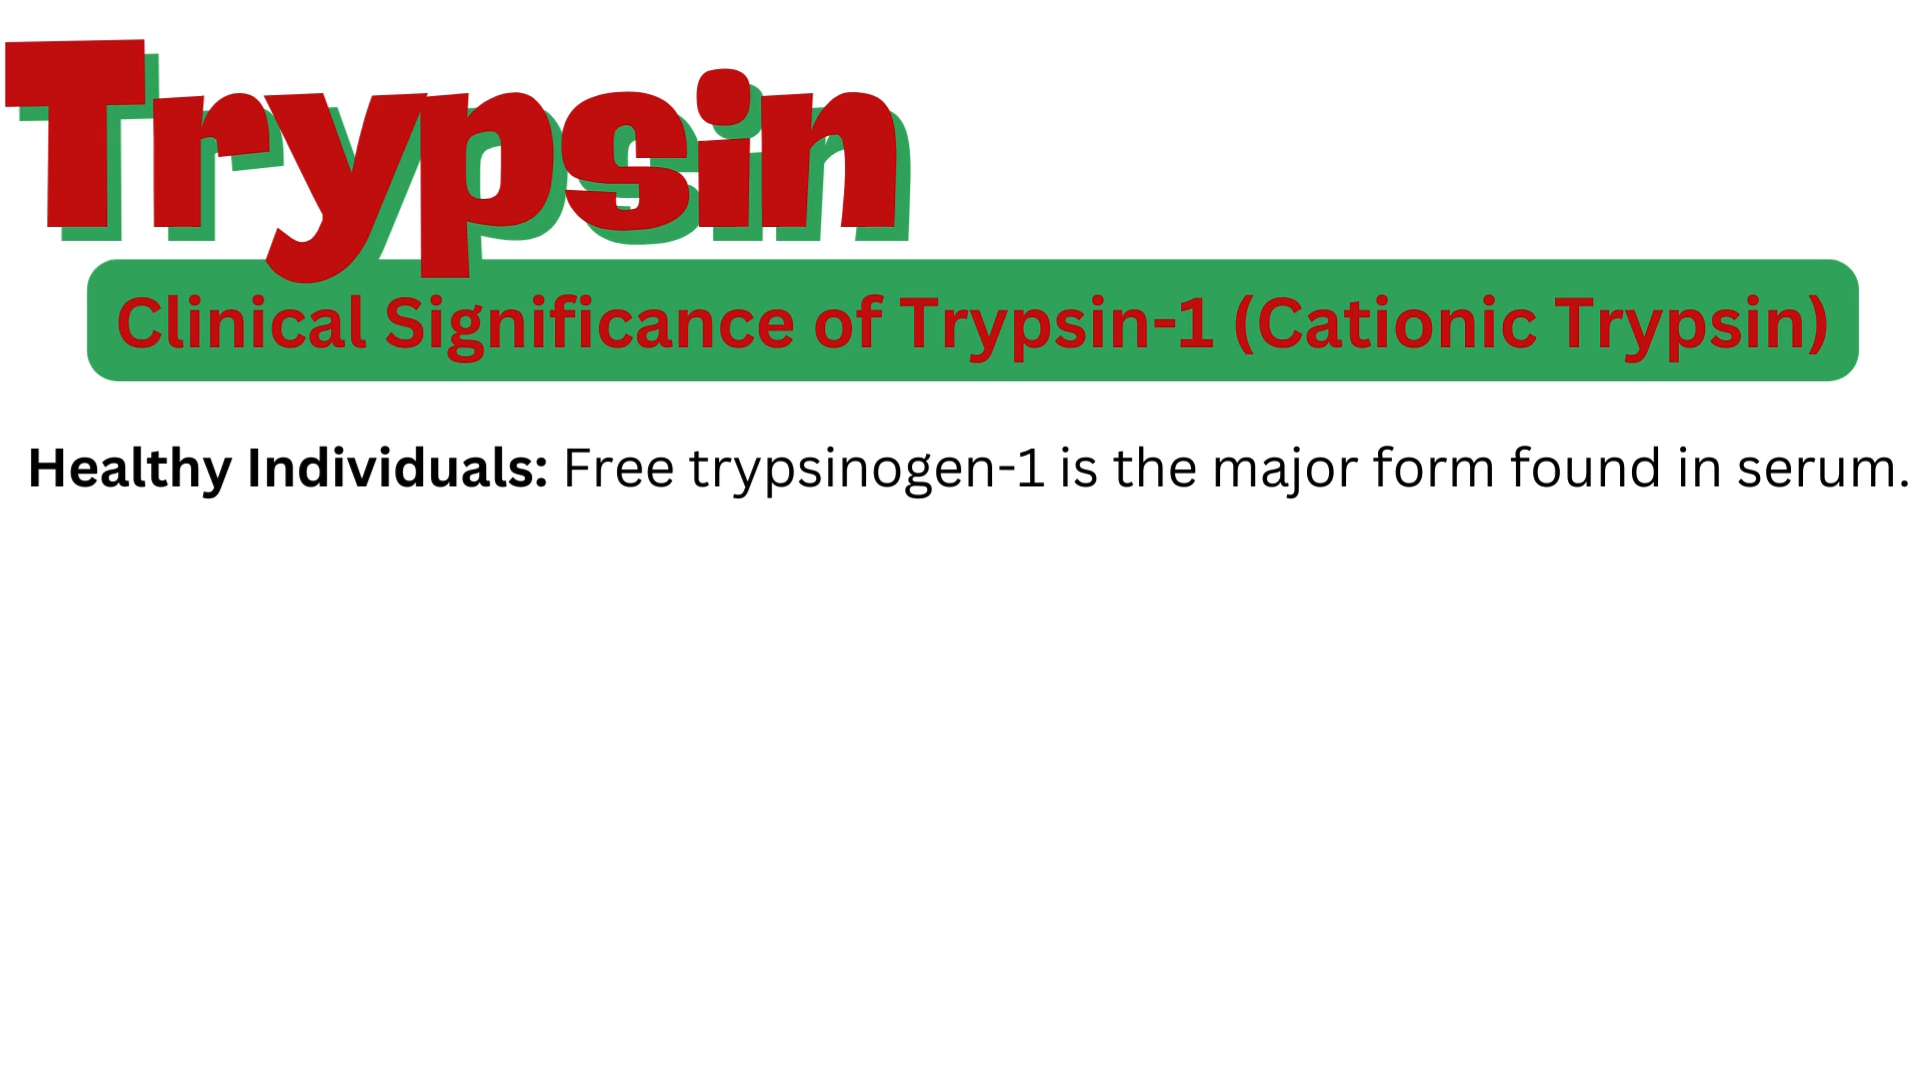 Trypsin
Clinical Significance of Trypsin-1 (Cationic Trypsin)
Healthy Individuals: Free trypsinogen-1 is the major form found in serum.